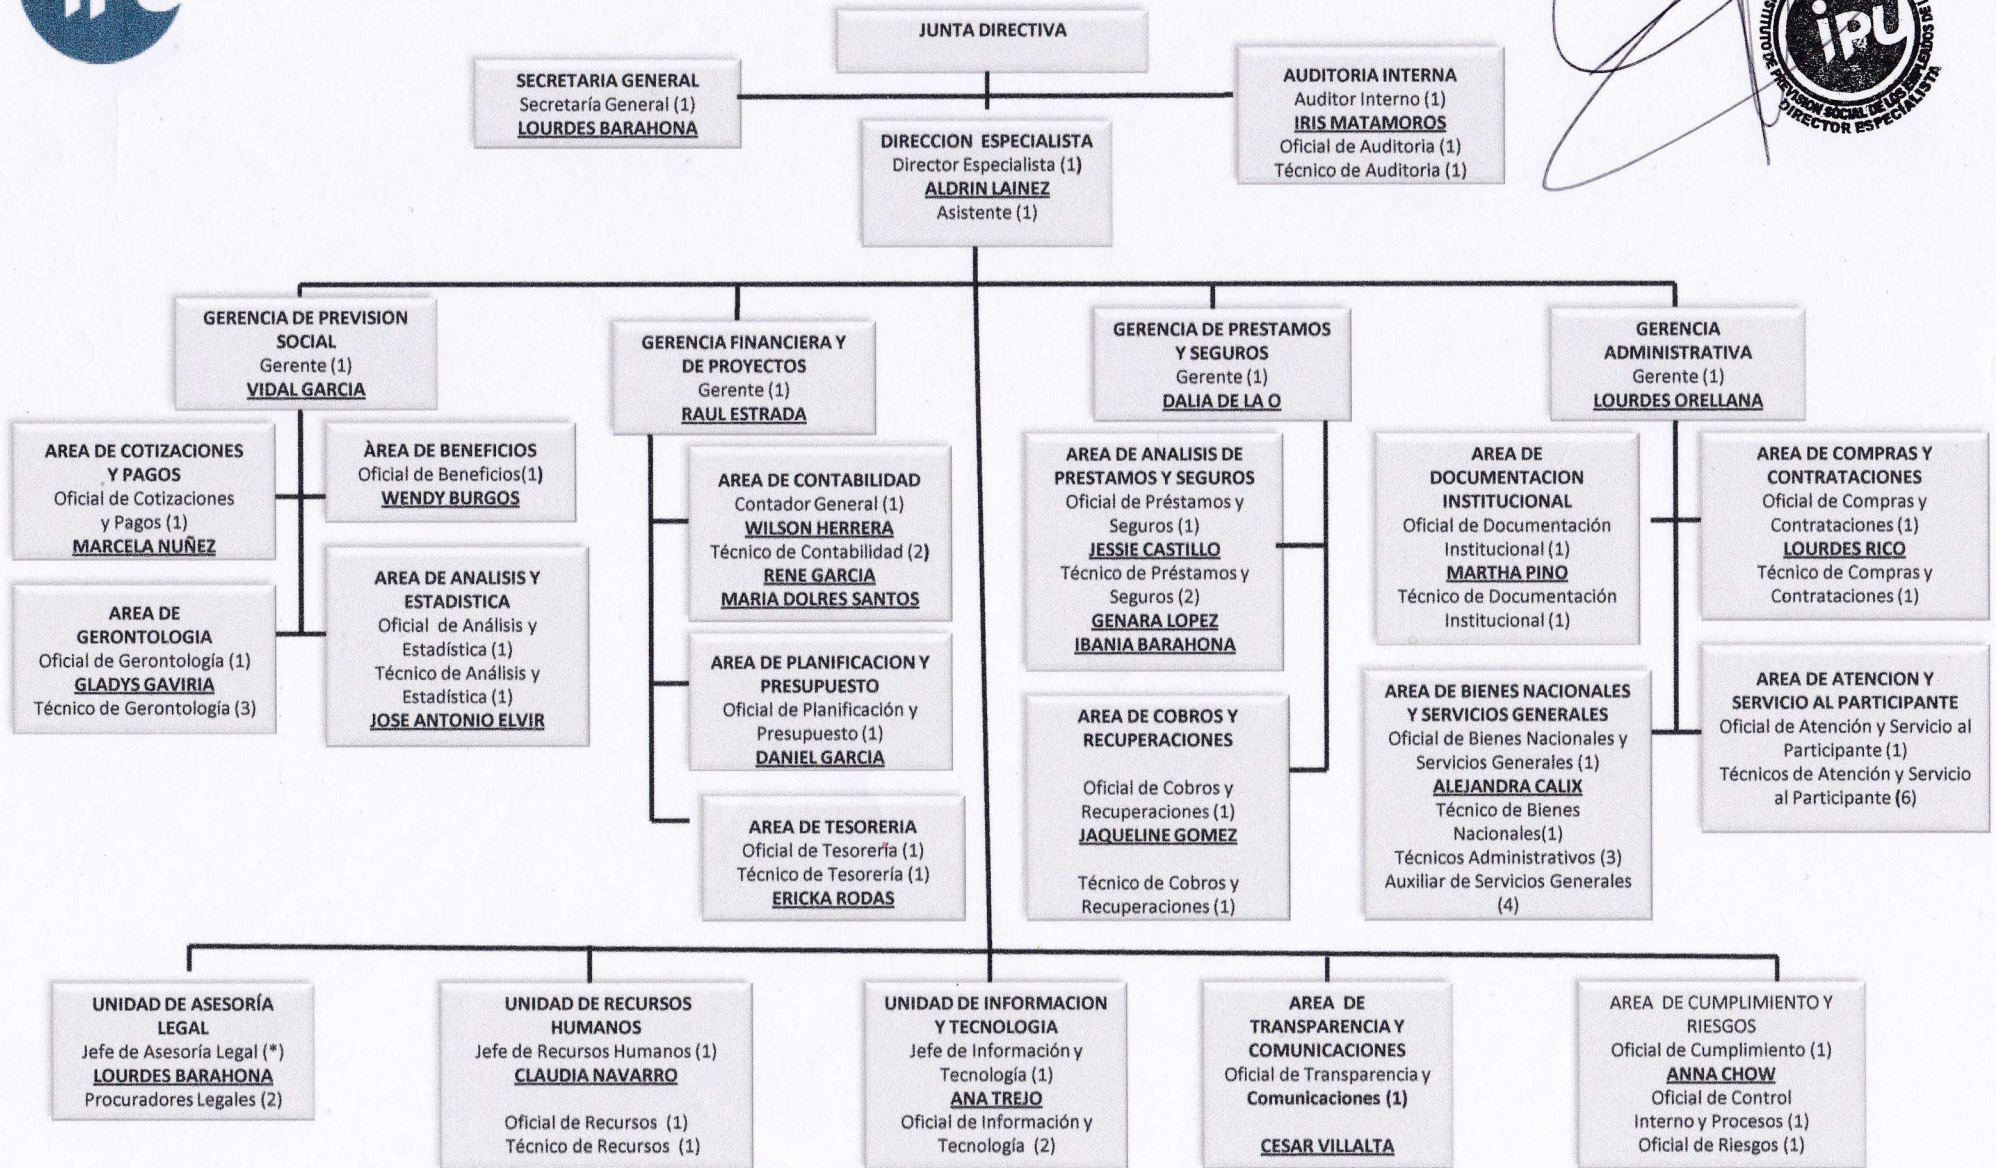 JUNTA DIRECTIVA
SECRETARIA GENERAL
Secretaría General (1)
LOURDES BARAHONA
AUDITORIA INTERNA
Auditor Interno (1)
IRIS MATAMOROS
Oficial de Auditoria (1)
Técnico de Auditoria (1)
iPU
PREVISION SOCIAL DE LOS EMPLEADOS DE
DIRECTOR ESPECIALISTA
DIRECCION ESPECIALISTA
Director Especialista (1)
ALDRIN LAINEZ
Asistente (1)
GERENCIA DE PREVISION
SOCIAL
Gerente (1)
VIDAL GARCIA
GERENCIA FINANCIERA Y
DE PROYECTOS
Gerente (1)
RAUL ESTRADA
GERENCIA DE PRESTAMOS
Y SEGUROS
Gerente (1)
DALIA DE LA O
GERENCIA
ADMINISTRATIVA
Gerente (1)
LOURDES ORELLANA
AREA DE COTIZACIONES
Y PAGOS
Oficial de Cotizaciones
y Pagos (1)
MARCELA NUÑEZ
ÀREA DE BENEFICIOS
Oficial de Beneficios(1)
WENDY BURGOS
AREA DE
GERONTOLOGIA
Oficial de Gerontología (1)
GLADYS GAVIRIA
Técnico de Gerontología (3)
AREA DE ANALISIS Y
ESTADISTICA
Oficial de Análisis y
Estadística (1)
Técnico de Análisis y
Estadística (1)
JOSE ANTONIO ELVIR
AREA DE CONTABILIDAD
Contador General (1)
WILSON HERRERA
Técnico de Contabilidad (2)
RENE GARCIA
MARIA DOLRES SANTOS
AREA DE PLANIFICACION Y
PRESUPUESTO
Oficial de Planificación y
Presupuesto (1)
DANIEL GARCIA
AREA DE TESORERIA
Oficial de Tesorería (1)
Técnico de Tesorería (1)
ERICKA RODAS
AREA DE ANALISIS DE
PRESTAMOS Y SEGUROS
Oficial de Préstamos y
Seguros (1)
JESSIE CASTILLO
Técnico de Préstamos y
Seguros (2)
GENARA LOPEZ
IBANIA BARAHONA
AREA DE COBROS Y
RECUPERACIONES
Oficial de Cobros y
Recuperaciones (1)
JAQUELINE GOMEZ
Técnico de Cobros y
Recuperaciones (1)
AREA DE
DOCUMENTACION
INSTITUCIONAL
Oficial de Documentación
Institucional (1)
MARTHA PINO
Técnico de Documentación
Institucional (1)
AREA DE COMPRAS Y
CONTRATACIONES
Oficial de Compras y
Contrataciones (1)
LOURDES RICO
Técnico de Compras y
Contrataciones (1)
AREA DE BIENES NACIONALES
Y SERVICIOS GENERALES
Oficial de Bienes Nacionales y
Servicios Generales (1)
ALEJANDRA CALIX
Técnico de Bienes
Nacionales(1)
Técnicos Administrativos (3)
Auxiliar de Servicios Generales
(4)
AREA DE ATENCION Y
SERVICIO AL PARTICIPANTE
Oficial de Atención y Servicio al
Participante (1)
Técnicos de Atención y Servicio
al Participante (6)
UNIDAD DE ASESORÍA
LEGAL
Jefe de Asesoría Legal (*)
LOURDES BARAHONA
Procuradores Legales (2)
UNIDAD DE RECURSOS
HUMANOS
Jefe de Recursos Humanos (1)
CLAUDIA NAVARRO
Oficial de Recursos (1)
Técnico de Recursos (1)
UNIDAD DE INFORMACION
Y TECNOLOGIA
Jefe de Información y
Tecnología (1)
ANA TREJO
Oficial de Información y
Tecnología (2)
AREA DE
TRANSPARENCIA Y
COMUNICACIONES
Oficial de Transparencia y
Comunicaciones (1)
CESAR VILLALTA
AREA DE CUMPLIMIENTO Y
RIESGOS
Oficial de Cumplimiento (1)
ANNA CHOW
Oficial de Control
Interno y Procesos (1)
Oficial de Riesgos (1)